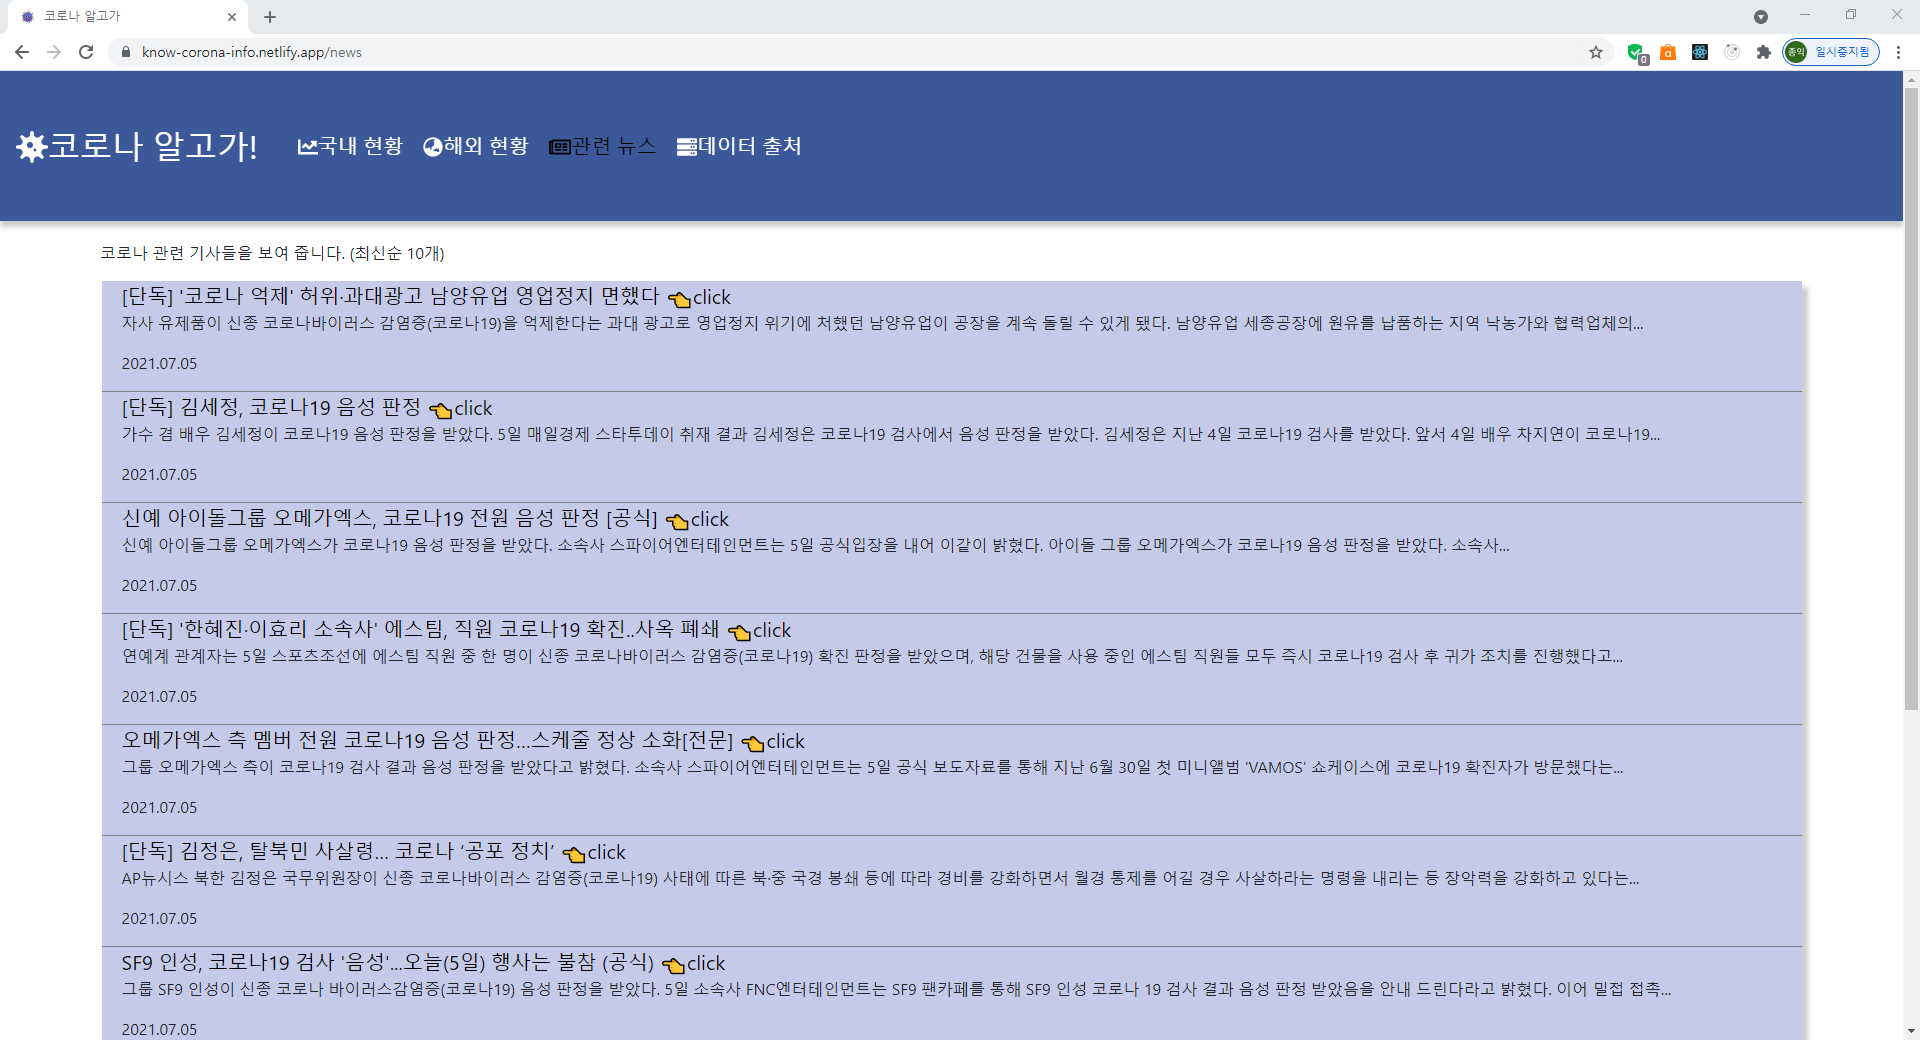 코로나 알고가
know-corona-info.netlify.app/news
0
a
종익 일시중지됨
코로나 알고가!
국내 현황 해외 현황 관련 뉴스 데이터 출처
코로나 관련 기사들을 보여 줍니다. (최신순 10개)
[단독] '코로나 억제' 허위·과대광고 남양유업 영업정지 면했다 👈click
자사 유제품이 신종 코로나바이러스 감염증(코로나19)을 억제한다는 과대 광고로 영업정지 위기에 처했던 남양유업이 공장을 계속 돌릴 수 있게 됐다. 남양유업 세종공장에 원유를 납품하는 지역 낙농가와 협력업체의...
2021.07.05
[단독] 김세정, 코로나19 음성 판정 👈click
가수 겸 배우 김세정이 코로나19 음성 판정을 받았다. 5일 매일경제 스타투데이 취재 결과 김세정은 코로나19 검사에서 음성 판정을 받았다. 김세정은 지난 4일 코로나19 검사를 받았다. 앞서 4일 배우 차지연이 코로나19...
2021.07.05
신예 아이돌그룹 오메가엑스, 코로나19 전원 음성 판정 [공식] 👈click
신예 아이돌그룹 오메가엑스가 코로나19 음성 판정을 받았다. 소속사 스파이어엔터테인먼트는 5일 공식입장을 내어 이같이 밝혔다. 아이돌 그룹 오메가엑스가 코로나19 음성 판정을 받았다. 소속사...
2021.07.05
[단독] '한혜진·이효리 소속사' 에스팀, 직원 코로나19 확진..사옥 폐쇄 👈click
연예계 관계자는 5일 스포츠조선에 에스팀 직원 중 한 명이 신종 코로나바이러스 감염증(코로나19) 확진 판정을 받았으며, 해당 건물을 사용 중인 에스팀 직원들 모두 즉시 코로나19 검사 후 귀가 조치를 진행했다고...
2021.07.05
오메가엑스 측 멤버 전원 코로나19 음성 판정...스케줄 정상 소화[전문] 👈click
그룹 오메가엑스 측이 코로나19 검사 결과 음성 판정을 받았다고 밝혔다. 소속사 스파이어엔터테인먼트는 5일 공식 보도자료를 통해 지난 6월 30일 첫 미니앨범 'VAMOS' 쇼케이스에 코로나19 확진자가 방문했다는...
2021.07.05
[단독] 김정은, 탈북민 사살령... 코로나 ‘공포 정치’ 👈click
AP뉴시스 북한 김정은 국무위원장이 신종 코로나바이러스 감염증(코로나19) 사태에 따른 북·중 국경 봉쇄 등에 따라 경비를 강화하면서 월경 통제를 어길 경우 사살하라는 명령을 내리는 등 장악력을 강화하고 있다는...
2021.07.05
SF9 인성, 코로나19 검사 '음성'...오늘(5일) 행사는 불참 (공식) 👈click
그룹 SF9 인성이 신종 코로나 바이러스감염증(코로나19) 음성 판정을 받았다. 5일 소속사 FNC엔터테인먼트는 SF9 팬카페를 통해 SF9 인성 코로나 19 검사 결과 음성 판정 받았음을 안내 드린다라고 밝혔다. 이어 밀접 접촉...
2021.07.05